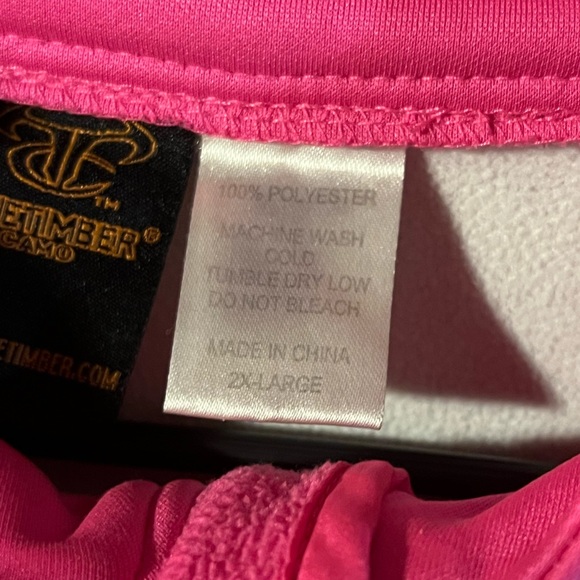 TM
ETIMBER®
CAMO
ETIMBER.COM
100% POLYESTER
MACHINE WASH
COLD
TUMBLE DRY LOW
DO NOT BLEACH
MADE IN CHINA
2X-LARGE